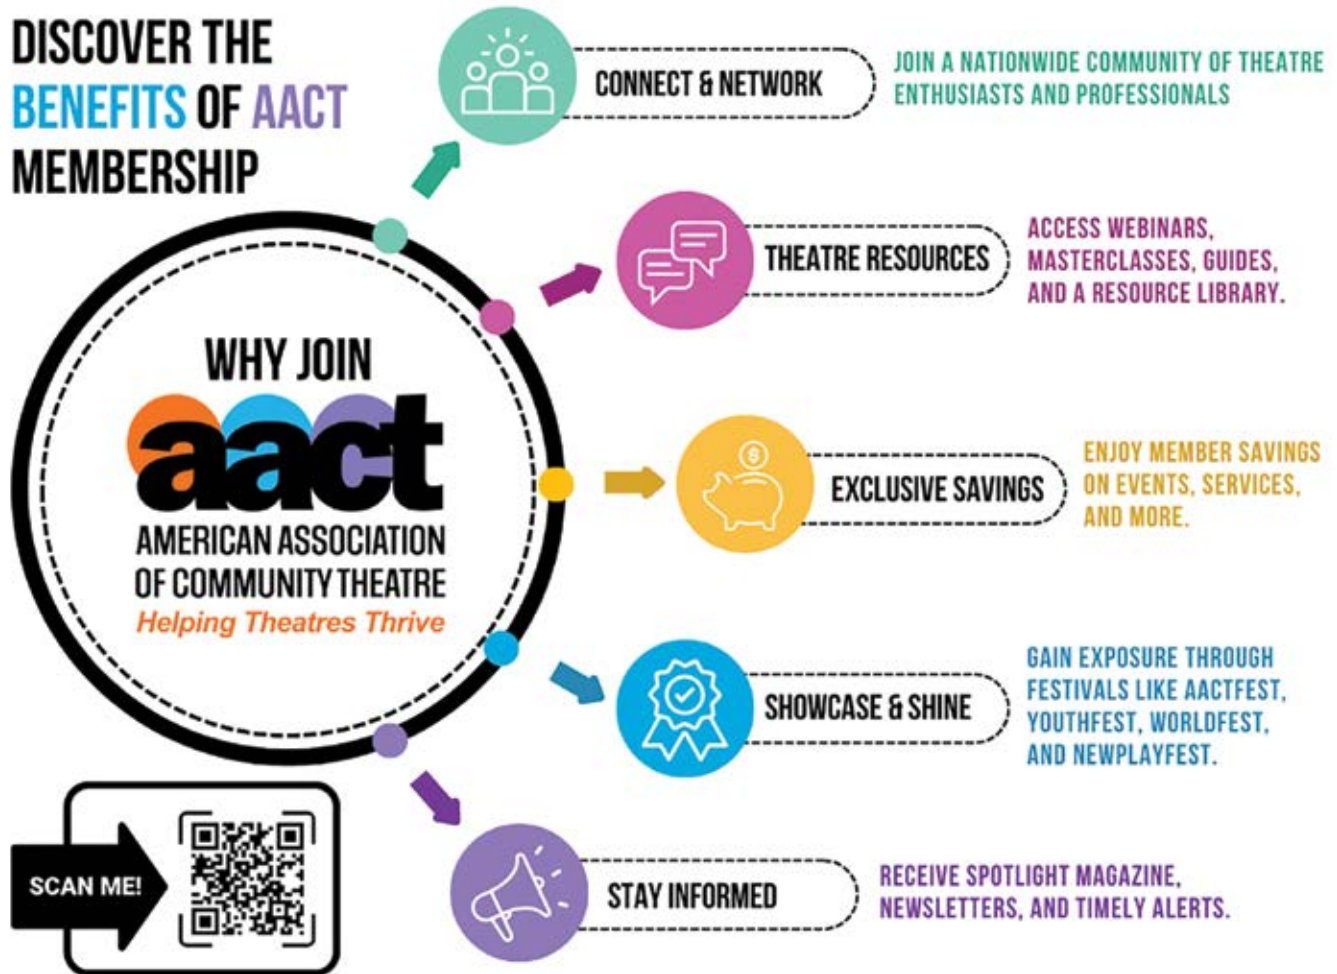 DISCOVER THE
BENEFITS OF AACT
MEMBERSHIP
WHY JOIN
aact
AMERICAN ASSOCIATION
OF COMMUNITY THEATRE
Helping Theatres Thrive
CONNECT & NETWORK
JOIN A NATIONWIDE COMMUNITY OF THEATRE
ENTHUSIASTS AND PROFESSIONALS
THEATRE RESOURCES
ACCESS WEBINARS,
MASTERCLASSES, GUIDES,
AND A RESOURCE LIBRARY.
$
EXCLUSIVE SAVINGS
ENJOY MEMBER SAVINGS
ON EVENTS, SERVICES,
AND MORE.
SHOWCASE & SHINE
GAIN EXPOSURE THROUGH
FESTIVALS LIKE AACTFEST,
YOUTHFEST, WORLDFEST,
AND NEWPLAYFEST.
STAY INFORMED
RECEIVE SPOTLIGHT MAGAZINE,
NEWSLETTERS, AND TIMELY ALERTS.
SCAN ME!